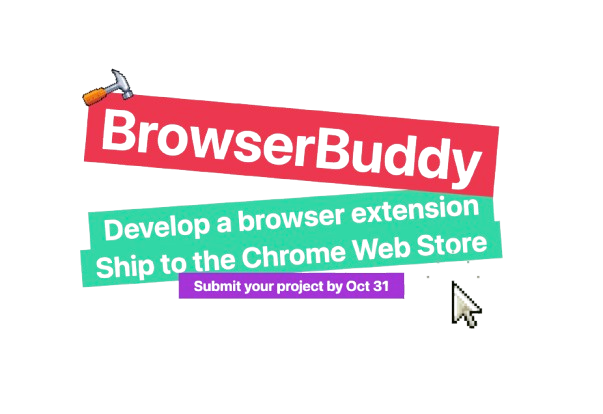 BrowserBuddy
Develop a browser extension
Ship to the Chrome Web Store
Submit your project by Oct 31